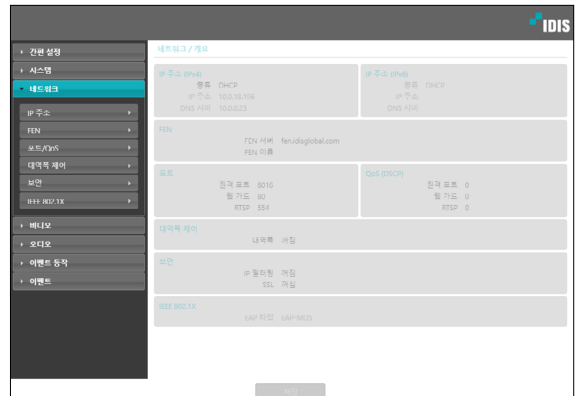 IDIS
간편 설정
시스템
네트워크
IP 주소
FEN
포트/QoS
대역폭 제어
보안
IEEE 802.1X
비디오
오디오
이벤트 동작
이벤트
네트워크 / 개요
IP 주소 (IPv4)
종류 DHCP
IP 주소
DNS 서버 10.0.0.23
IP 주소 (IPv6)
종류 DHCP
IP 주소
DNS 서버
FEN
FEN 서버 fen.idisglobal.com
FEN 이름
포트
원격 포트 8016
웹 가드 80
RTSP 554
QoS (DSCP)
원격 포트 0
웹 가드 0
RTSP 0
대역폭 제어
대역폭 꺼짐
보안
IP 필터링 꺼짐
SSL 꺼짐
IEEE 802.1X
EAP 타입 EAP-MD5